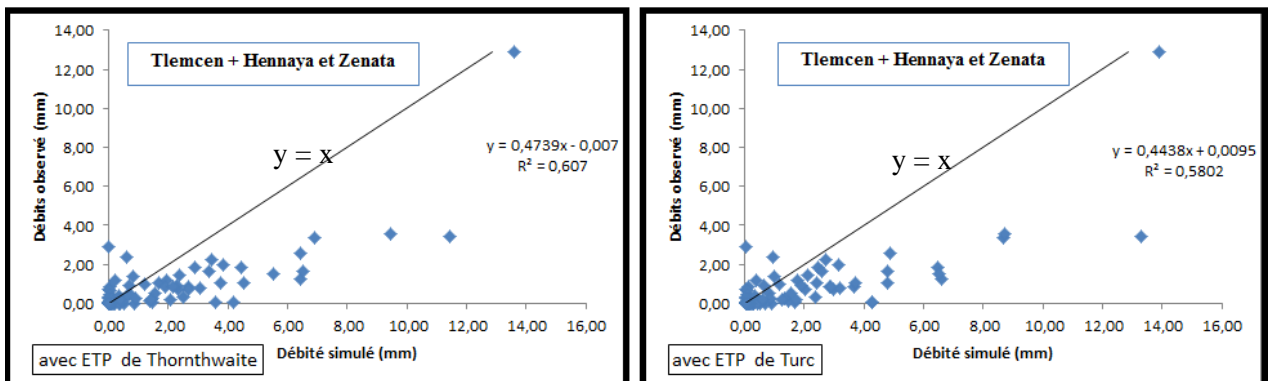 14,00
12,00
10,00
8,00
6,00
4,00
2,00
0,00
Débits observé (mm)
Tlemcen + Hennaya et Zenata
y = x
y = 0,4739x - 0,007
R² = 0,607
0,00 2,00 4,00 6,00 8,00 10,00 12,00 14,00 16,00
Débité simulé (mm)
avec ETP de Thornthwaite
14,00
12,00
10,00
8,00
6,00
4,00
2,00
0,00
Débits observé (mm)
Tlemcen + Hennaya et Zenata
y = x
y = 0,4438x + 0,0095
R² = 0,5802
0,00 2,00 4,00 6,00 8,00 10,00 12,00 14,00 16,00
Débité simulé (mm)
avec ETP de Turc